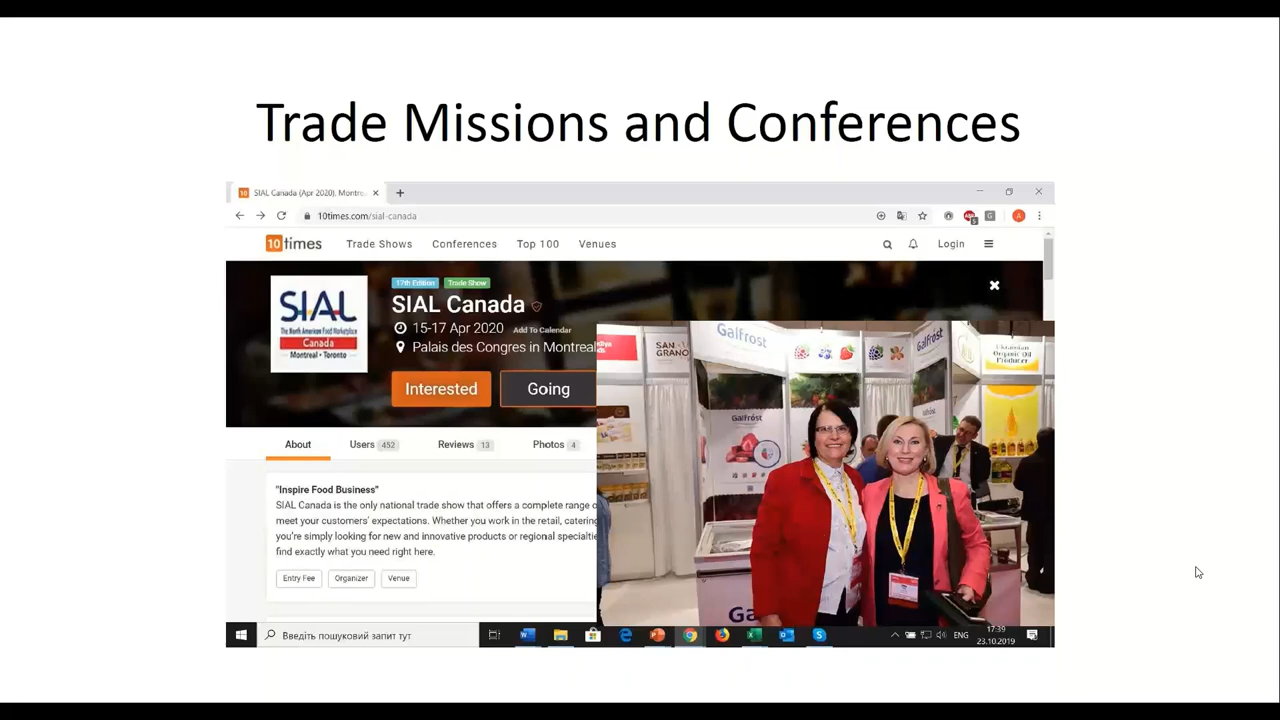 Trade Missions and Conferences
SIAL Canada (Apr 2020), Montre
10times.com/sial-canada
10times Trade Shows Conferences Top 100 Venues Login
SIAL
The North American Food Marketplace
Canada
Montreal • Toronto
17th Edition Trade Show
SIAL Canada
15-17 Apr 2020 Add To Calendar
Palais des Congres in Montreal
Interested Going
About Users 452 Reviews 13 Photos 4
"Inspire Food Business"
SIAL Canada is the only national trade show that offers a complete range
meet your customers' expectations. Whether you work in the retail, catering
you're simply looking for new and innovative products or regional specialtie
find exactly what you need right here.
Entry Fee Organizer Venue
SAN
GRANO
Galfrost
Galfrost
Ukrainian
Organic Oil
Producer
Galfrost
Galfrost
Ga
Введіть пошуковий запит тут
ENG
17:39
23.10.2019